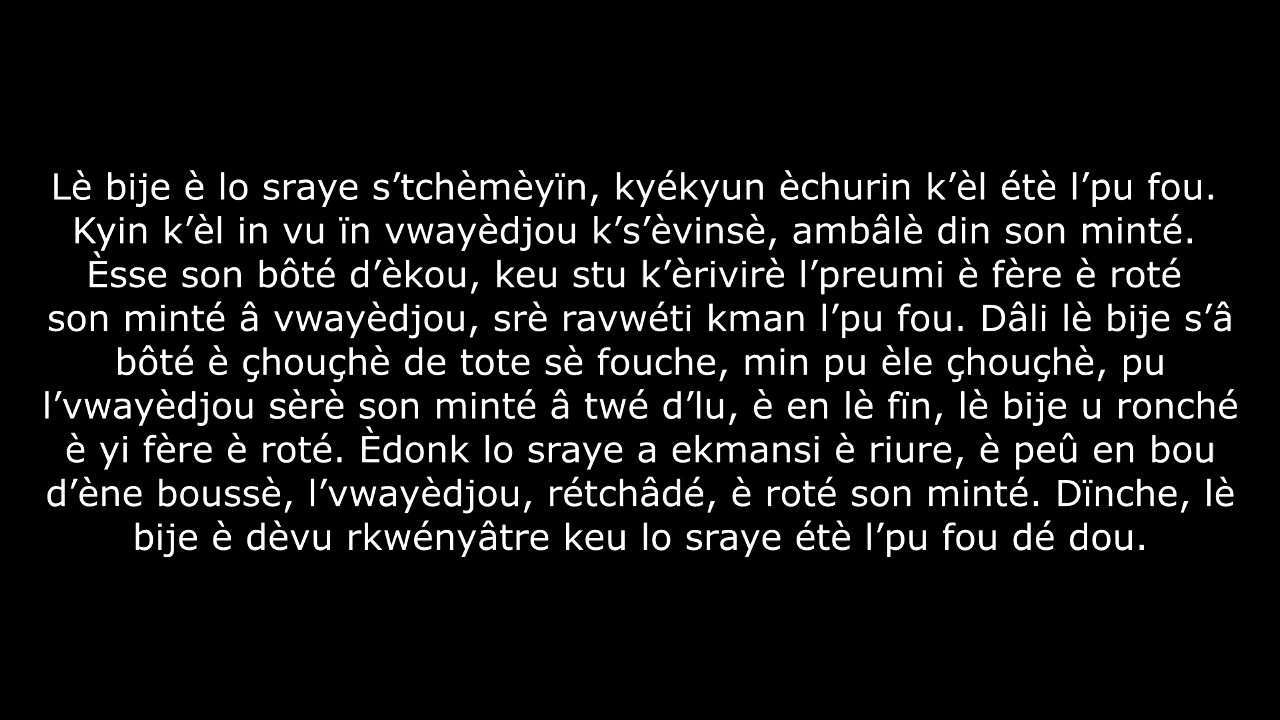 Lè bije è lo sraye s’tchèmèyïn, kyékyun èchurin k’èl étè l’pu fou.
Kyin k’èl in vu ïn vwayèdjou k’s’èvinsè, ambâlè din son minté.
Èsse son bôté d’èkou, keu stu k’èrivirè l’preumi è fère è roté
son minté â vwayèdjou, srè ravwéti kman l’pu fou. Dâli lè bije s’â
bôté è çhouçhè de tote sè fouche, min pu èle çhouçhè, pu
l’vwayèdjou sèrè son minté â twé d’lu, è en lè fïn, lè bije u ronché
è yi fère è roté. Èdonk lo sraye a ekmansi è riure, è peû en bou
d’ène boussè, l’vwayèdjou, rétchâdé, è roté son minté. Dïnche, lè
bije è dèvu rkwényâtre keu lo sraye étè l’pu fou dé dou.